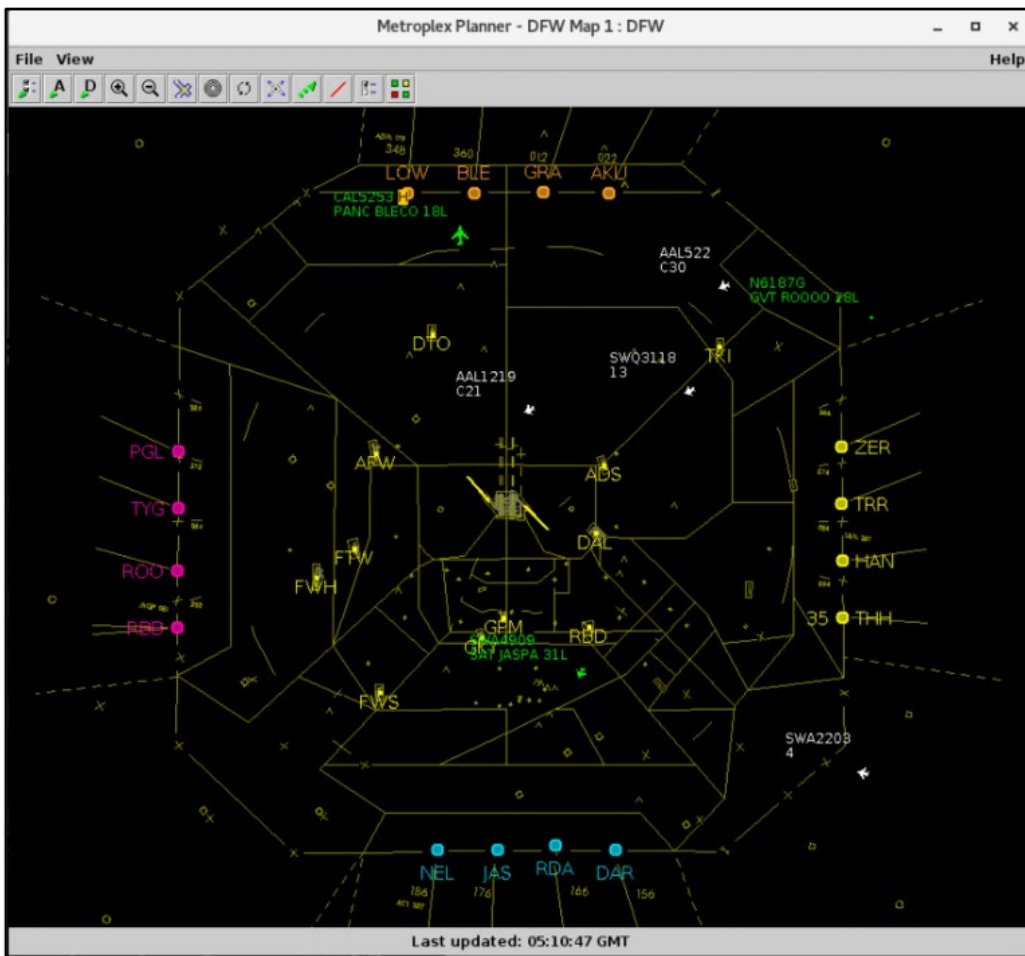 Metroplex Planner - DFW Map 1 : DFW
File View Help
A D
348 360 012 022
LOW BLE GRA AKU
CAL5253 H
PANC BLECO 18L
AAL522
C30
N6187G
GVT ROOOO 18L
DTO
SWQ3118
13
TKI
AAL1219
C21
PGL
AFW
ADS
ZER
TYG
TRR
DAL
ROO
FTW
HAN
FWH
RBD
GPM
RBD
35 THH
GKY
SWA4909
SAT JASPA 31L
FWS
SWA2203
4
NEL JAS RDA DAR
186 176 166 156
Last updated: 05:10:47 GMT